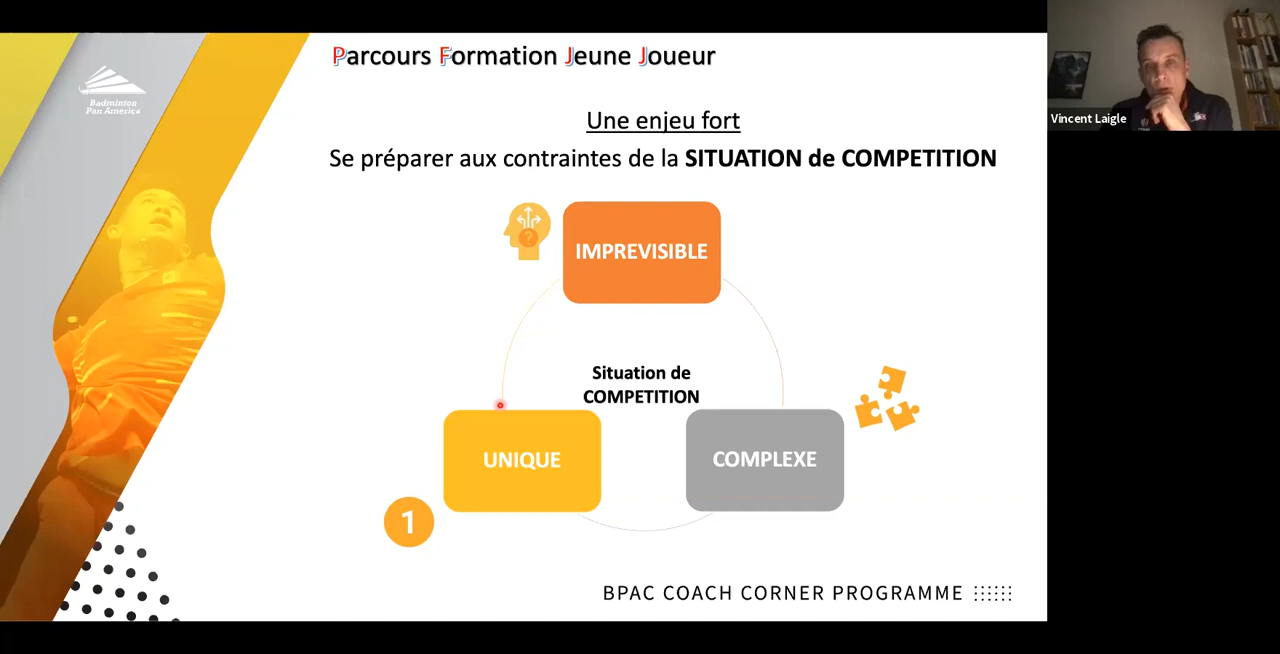 Parcours Formation Jeune Joueur
Badminton
Pan America
Vincent Laigle
Une enjeu fort
Se préparer aux contraintes de la SITUATION de COMPETITION
?
IMPREVISIBLE
Situation de
COMPETITION
UNIQUE
COMPLEXE
1
BPAC COACH CORNER PROGRAMME